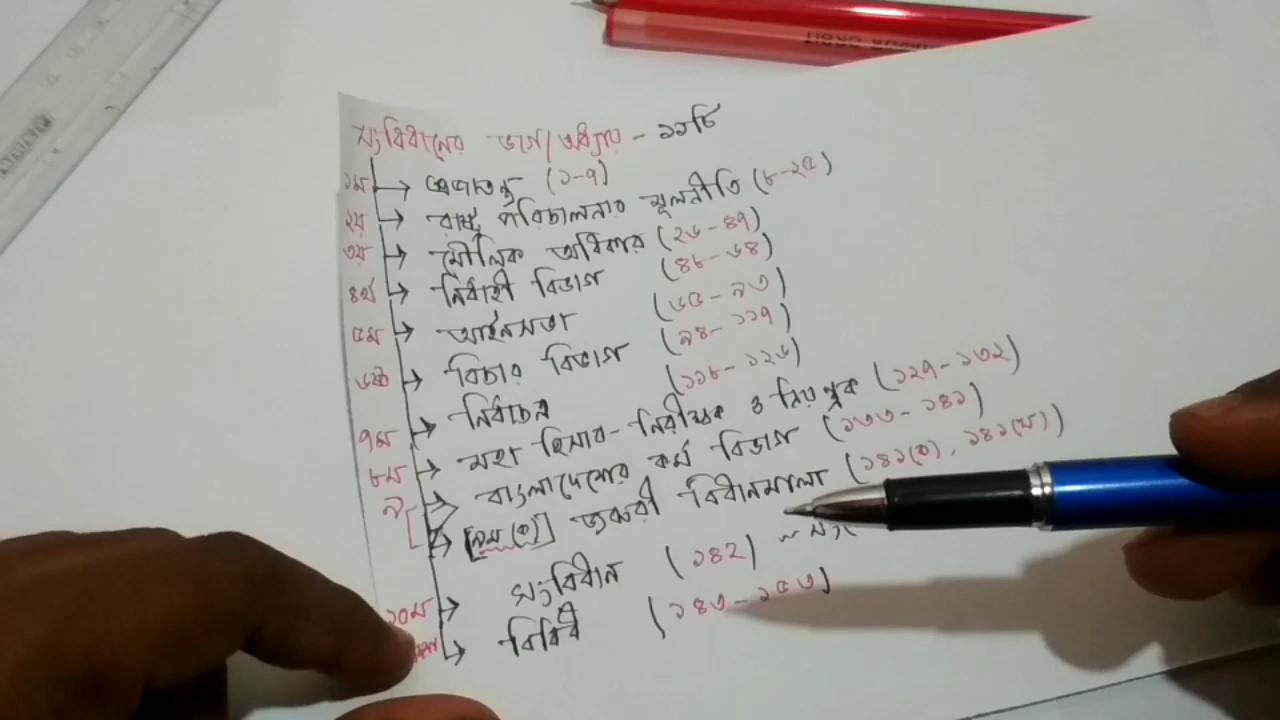 সংবিধানের ভাগ/অধ্যায় - ১১টি
১ম → প্রজাতন্ত্র (১-৭)
২য় → রাষ্ট্র পরিচালনার মূলনীতি (৮-২৫)
৩য় → মৌলিক অধিকার (২৬-৪৭)
৪র্থ → নির্বাহী বিভাগ (৪৮-৬৪)
৫ম → আইনসভা (৬৫-৯৩)
৬ষ্ঠ → বিচার বিভাগ (৯৪-১১৭)
৭ম → নির্বাচন (১১৮-১২৬)
৮ম → মহা হিসাব-নিরীক্ষক ও নিয়ন্ত্রক (১২৭-১৩২)
৯ → বাংলাদেশের কর্ম বিভাগ (১৩৩-১৪১)
→ [৯ম (ক)] জরুরী বিধানমালা (১৪১(ক), ১৪১(গ))
১০ম → সংবিধান (১৪২)
→ বিবিধ (১৪৩-১৫৩)